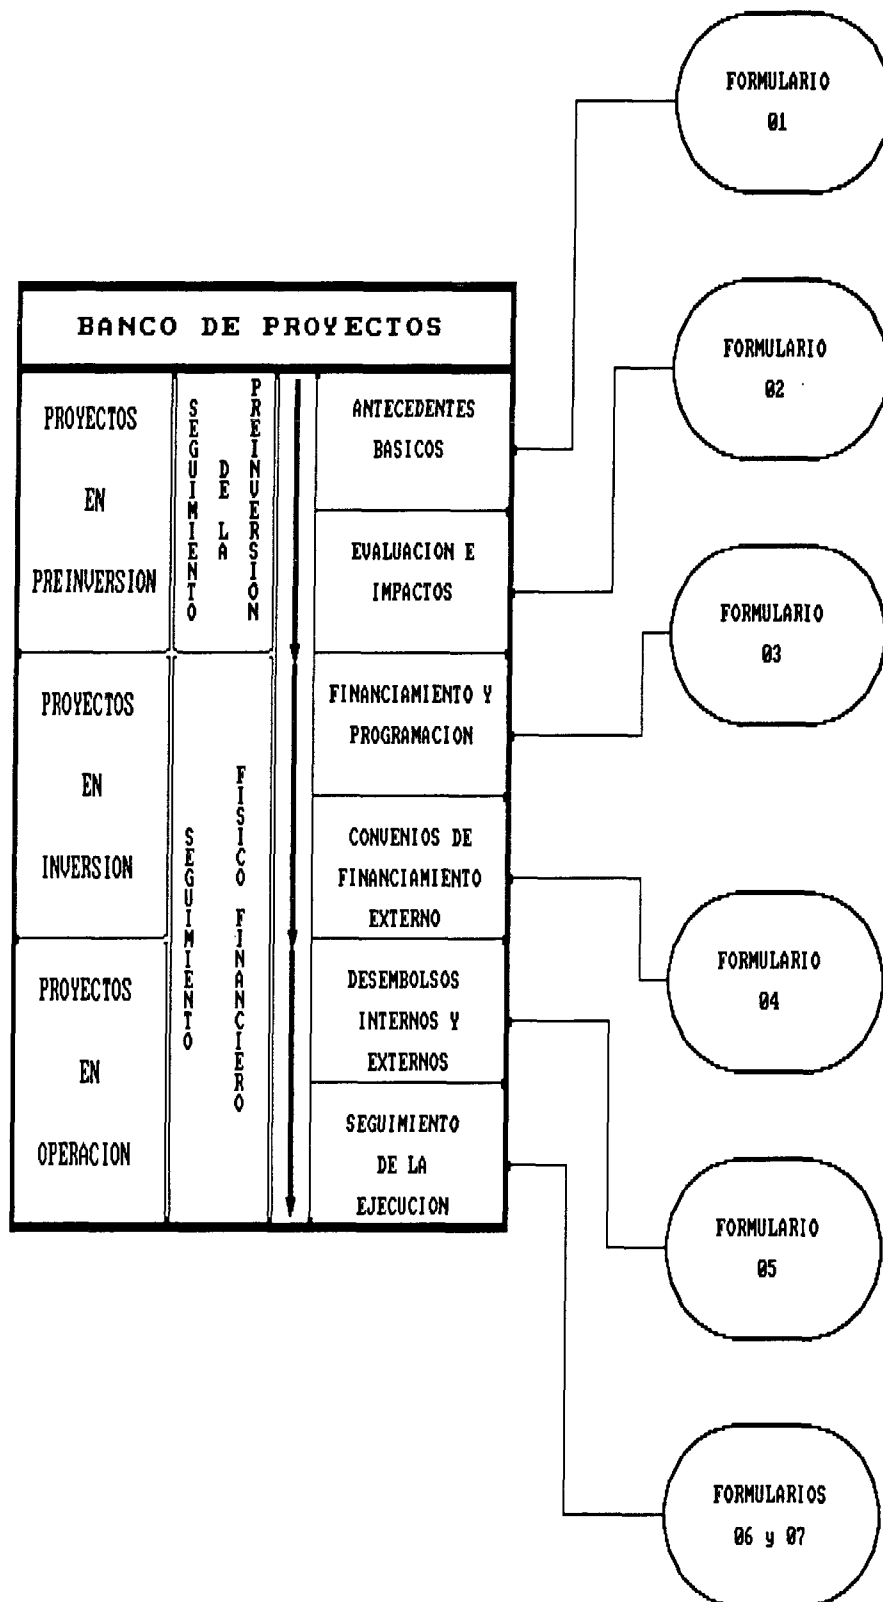 BANCO DE PROYECTOS
PROYECTOS
EN
PREINVERSION
SEGUIMIENTO
DE LA
PREINVERSION
PROYECTOS
EN
INVERSION
PROYECTOS
EN
OPERACION
SEGUIMIENTO
FISICO FINANCIERO
ANTECEDENTES
BASICOS
EVALUACION E
IMPACTOS
FINANCIAMIENTO Y
PROGRAMACION
CONVENIOS DE
FINANCIAMIENTO
EXTERNO
DESEMBOLSOS
INTERNOS Y
EXTERNOS
SEGUIMIENTO
DE LA
EJECUCION
FORMULARIO
01
FORMULARIO
02
FORMULARIO
03
FORMULARIO
04
FORMULARIO
05
FORMULARIOS
06 y 07